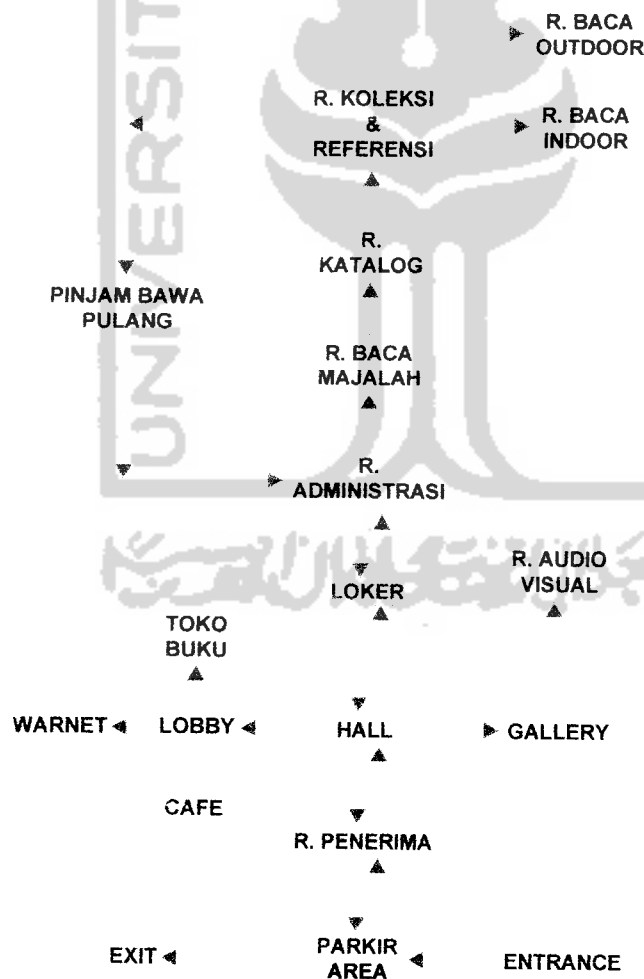 R. BACA
OUTDOOR
R. KOLEKSI
&
REFERENSI
R. BACA
INDOOR
R.
KATALOG
PINJAM BAWA
PULANG
R. BACA
MAJALAH
R.
ADMINISTRASI
R. AUDIO
VISUAL
LOKER
TOKO
BUKU
WARNET
LOBBY
HALL
GALLERY
CAFE
R. PENERIMA
EXIT
PARKIR
AREA
ENTRANCE
UNIVERSIT